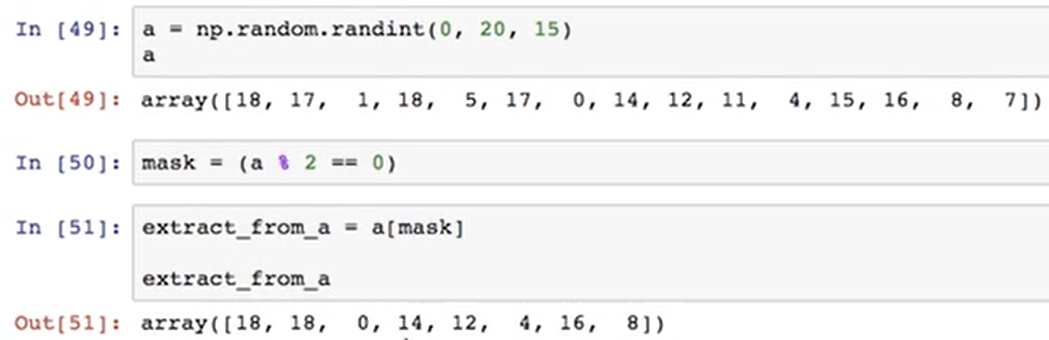 In [49]: a = np.random.randint(0, 20, 15)
a
Out[49]: array([18, 17,  1, 18,  5, 17,  0, 14, 12, 11,  4, 15, 16,  8,  7])
In [50]: mask = (a % 2 == 0)
In [51]: extract_from_a = a[mask]
extract_from_a
Out[51]: array([18, 18,  0, 14, 12,  4, 16,  8])